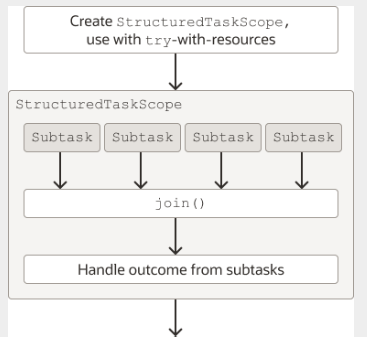 Create StructuredTaskScope,
use with try-with-resources
StructuredTaskScope
Subtask Subtask Subtask Subtask
join()
Handle outcome from subtasks